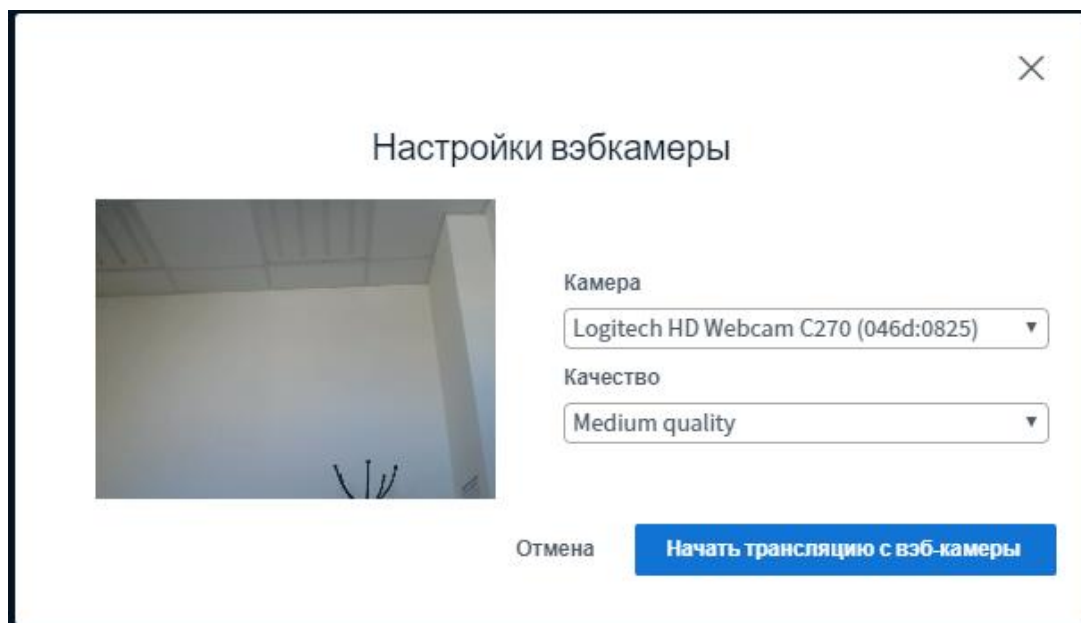 Настройки вэбкамеры
Камера
Logitech HD Webcam C270 (046d:0825)
Качество
Medium quality
Отмена
Начать трансляцию с вэб-камеры